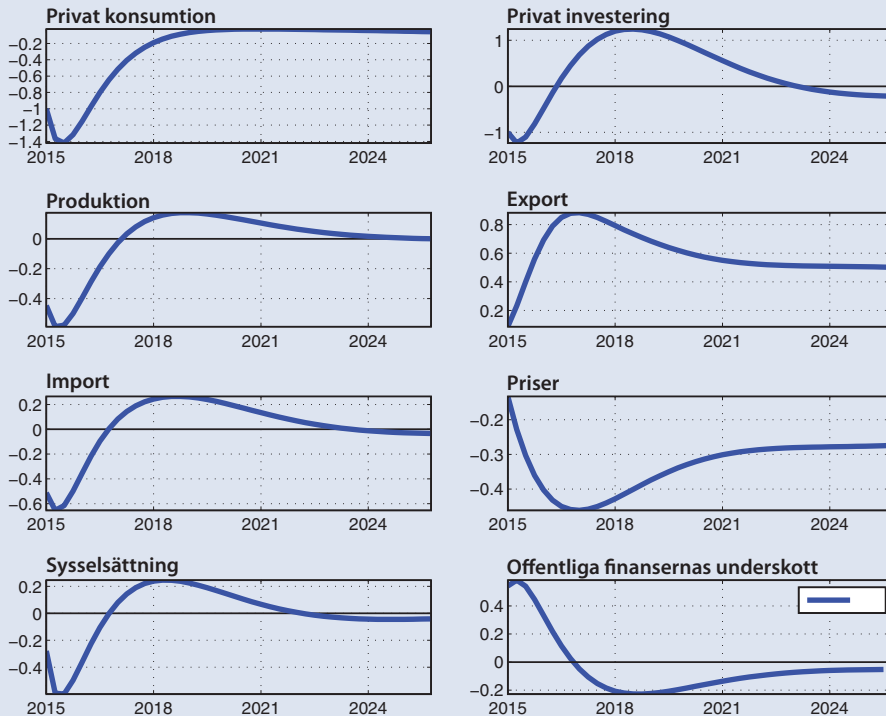 Privat konsumtion
−0.2
−0.4
−0.6
−0.8
−1
−1.2
−1.4
2015 2018 2021 2024
Privat investering
1
0
−1
2015 2018 2021 2024
Produktion
0
−0.2
−0.4
2015 2018 2021 2024
Export
0.8
0.6
0.4
0.2
2015 2018 2021 2024
Import
0.2
0
−0.2
−0.4
−0.6
2015 2018 2021 2024
Priser
−0.2
−0.3
−0.4
2015 2018 2021 2024
Sysselsättning
0.2
0
−0.2
−0.4
2015 2018 2021 2024
Offentliga finansernas underskott
0.4
0.2
0
−0.2
2015 2018 2021 2024